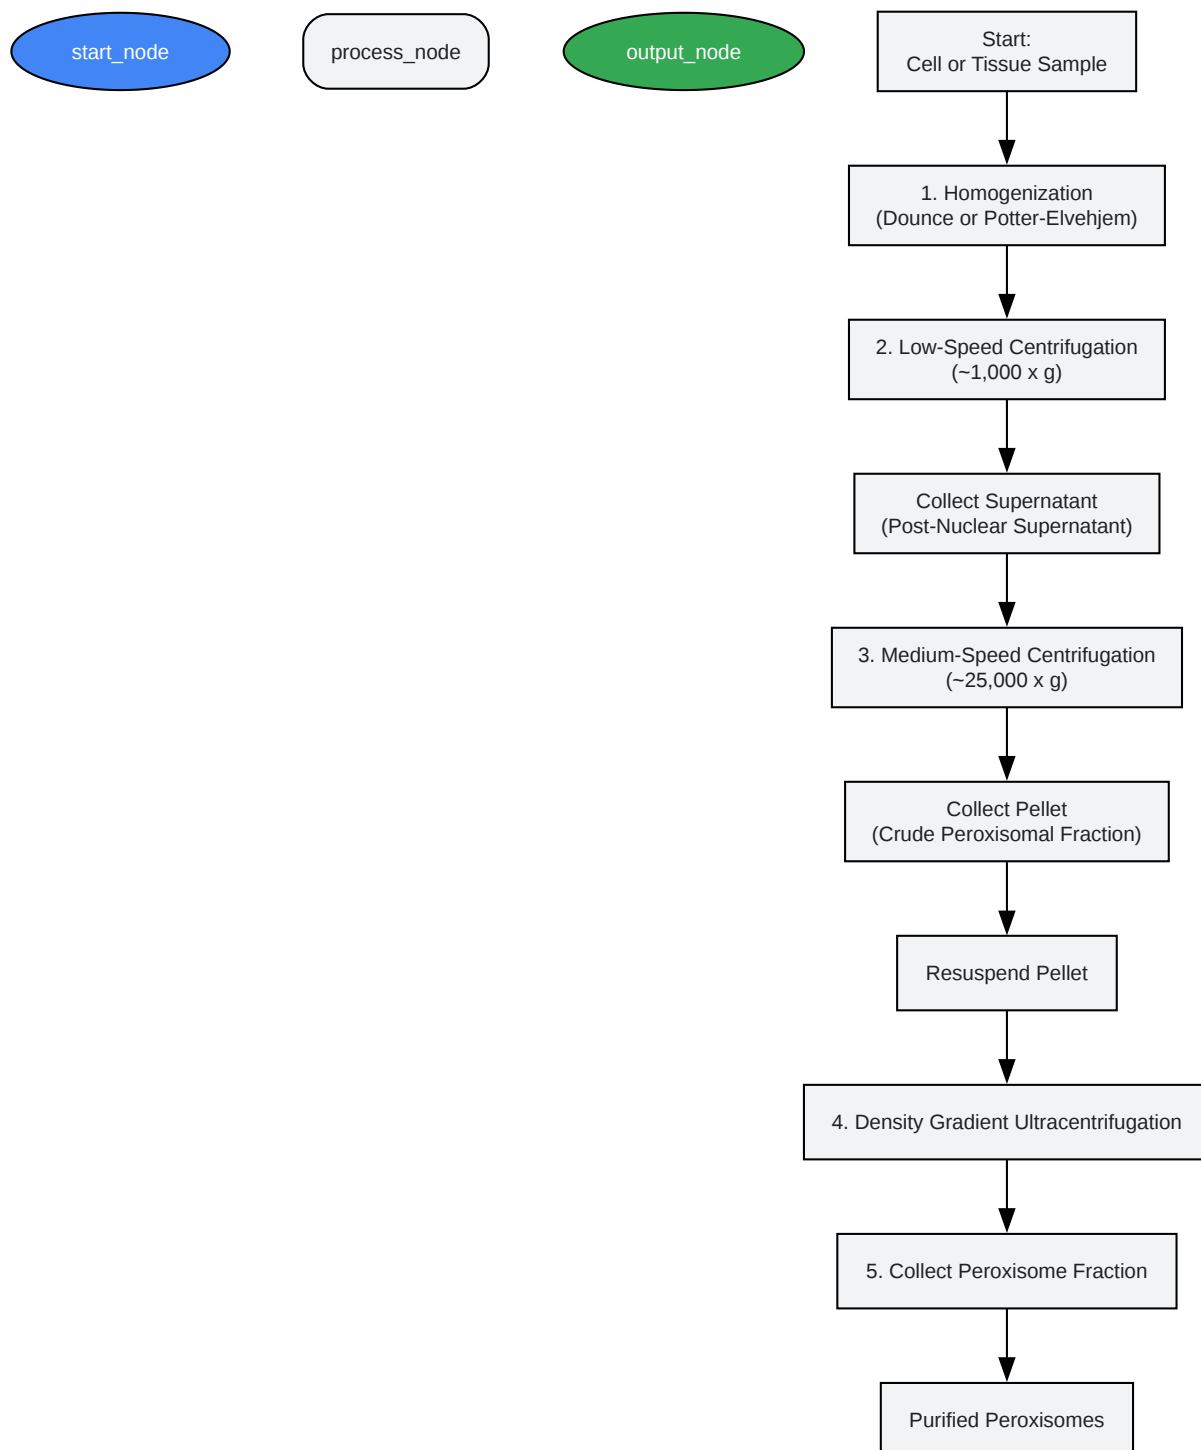 start_node
process_node
output_node
Start:
Cell or Tissue Sample
1. Homogenization
(Dounce or Potter-Elvehjem)
2. Low-Speed Centrifugation
(~1,000 x g)
Collect Supernatant
(Post-Nuclear Supernatant)
3. Medium-Speed Centrifugation
(~25,000 x g)
Collect Pellet
(Crude Peroxisomal Fraction)
Resuspend Pellet
4. Density Gradient Ultracentrifugation
5. Collect Peroxisome Fraction
Purified Peroxisomes